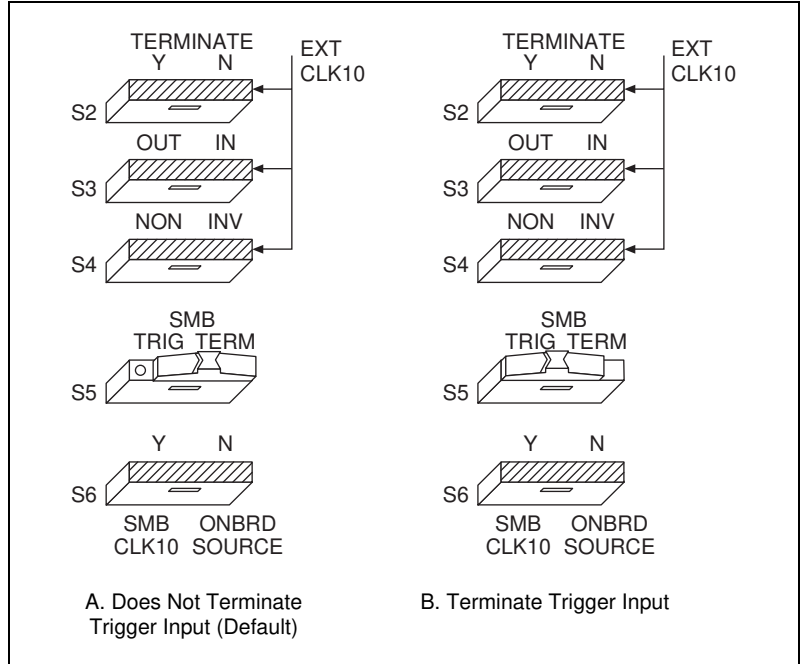 TERMINATE
Y N
EXT
CLK10
S2
OUT IN
S3
NON INV
S4
SMB
TRIG TERM
S5
Y N
S6
SMB ONBRD
CLK10 SOURCE
A. Does Not Terminate
Trigger Input (Default)
TERMINATE
Y N
EXT
CLK10
S2
OUT IN
S3
NON INV
S4
SMB
TRIG TERM
S5
Y N
S6
SMB ONBRD
CLK10 SOURCE
B. Terminate Trigger Input